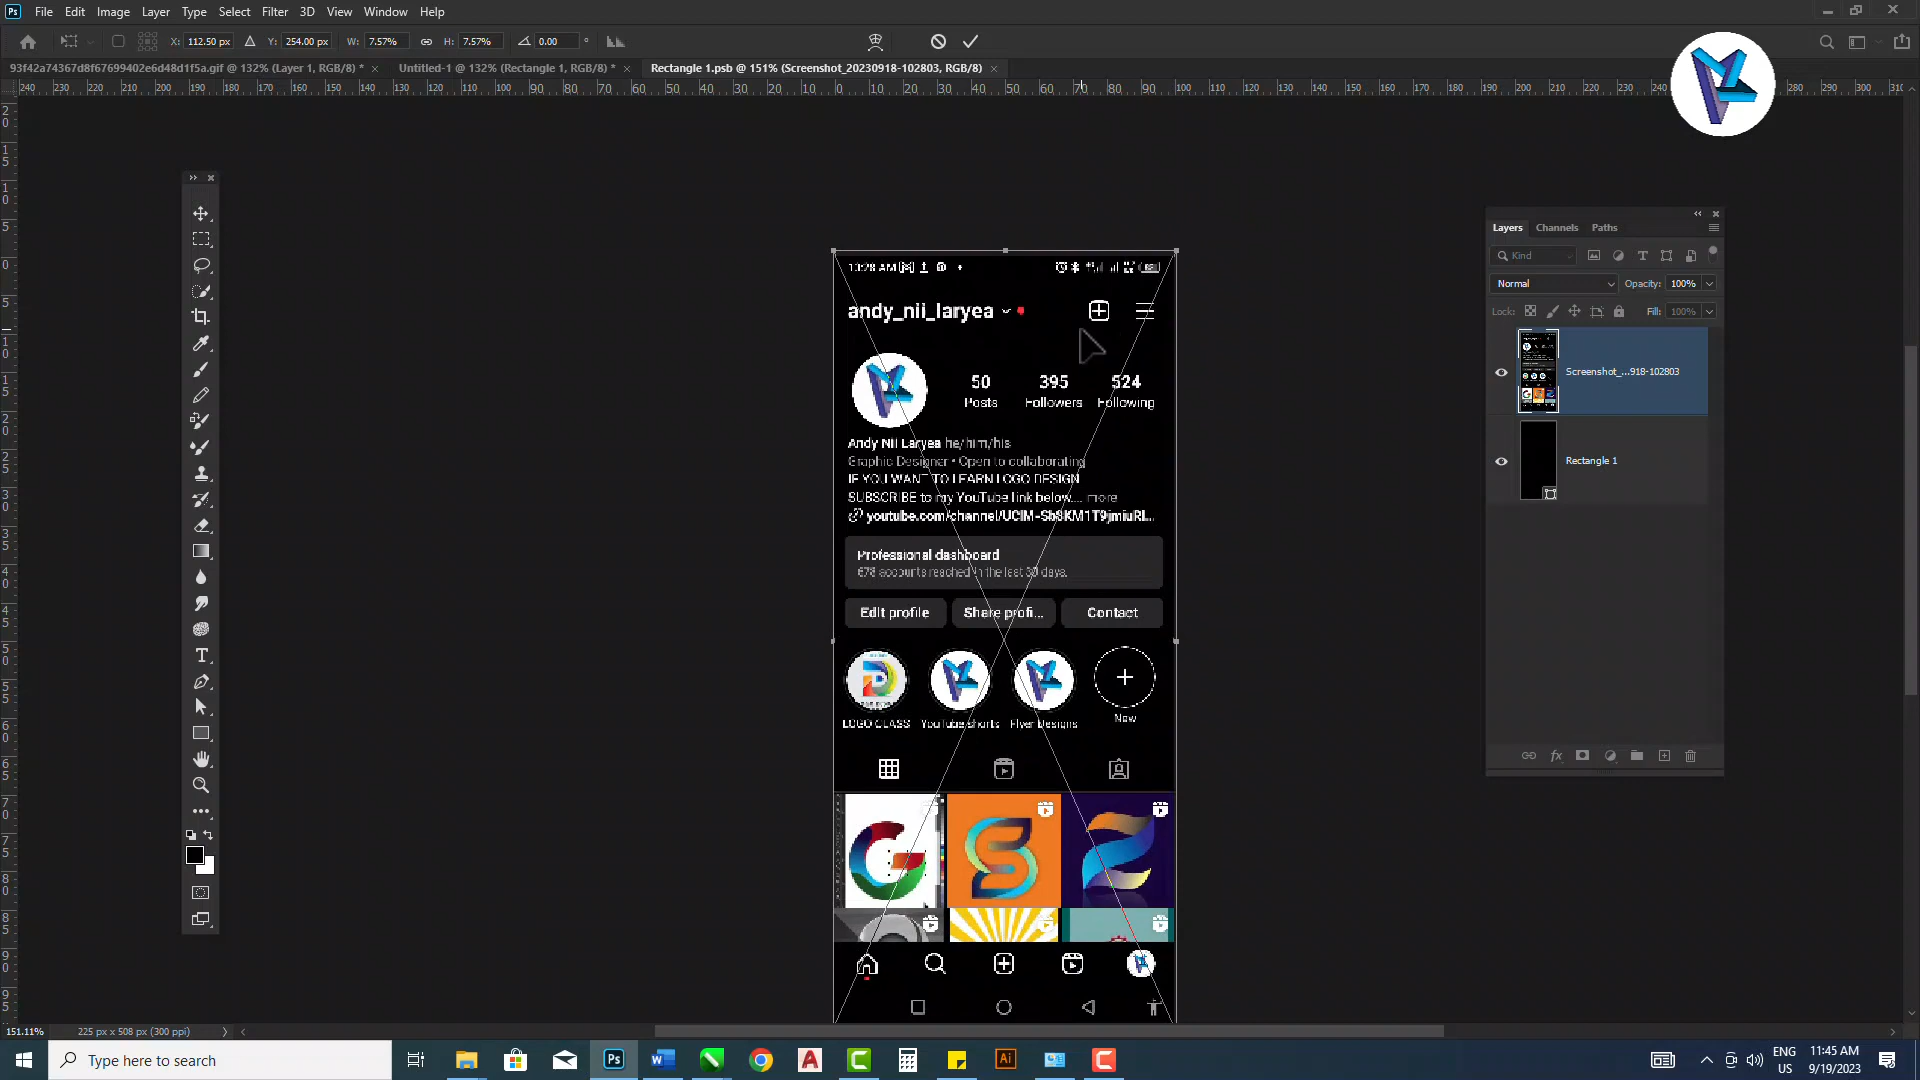 File Edit Image Layer Type Select Filter 3D View Window Help
X: 112.50 px Y: 254.00 px W: 7.57% H: 7.57% 0.00 °
93f42a74367d8f67699402e6d48d1f5a.gif @ 132% (Layer 1, RGB/8) * × Untitled-1 @ 132% (Rectangle 1, RGB/8) * × Rectangle 1.psb @ 151% (Screenshot_20230918-102803, RGB/8) ×
Layers Channels Paths
Kind
Normal Opacity: 100%
Lock: Fill: 100%
Screenshot_...918-102803
Rectangle 1
10:28 AM
andy_nii_laryea
50 395 524
Posts Followers Following
Andy Nii Laryea he/him/his
Graphic Designer • Open to collaborating
IF YOU WANT TO LEARN LOGO DESIGN
SUBSCRIBE to my YouTube link below.... more
Professional dashboard
678 accounts reached in the last 30 days.
Edit profile Share profi... Contact
LOGO CLASS YouTube shorts Flyer Designs New
151.11% 225 px x 508 px (300 ppi)
Type here to search
ENG
US
11:45 AM
9/19/2023